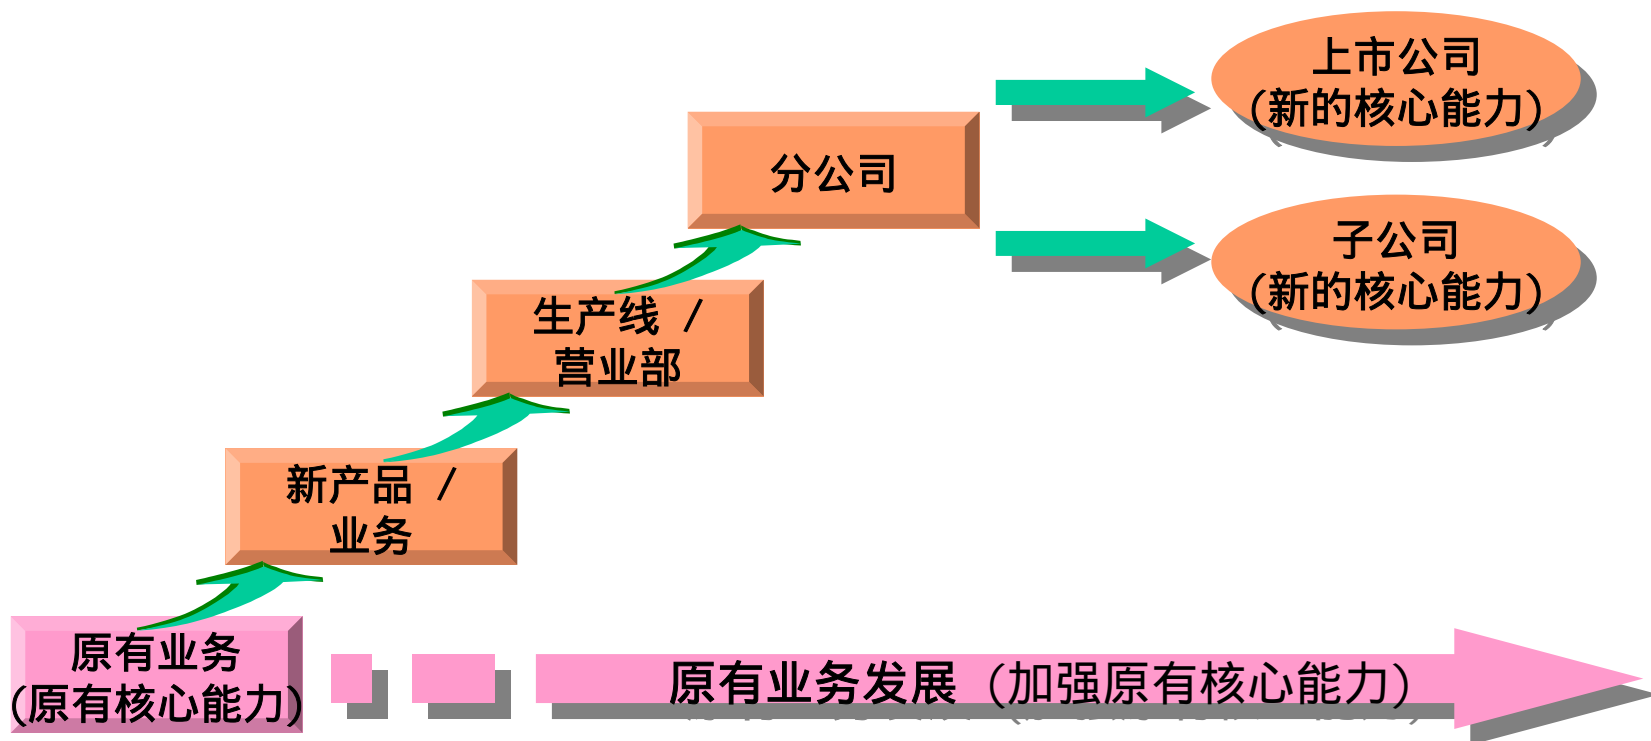 上市公司
(新的核心能力)
分公司
子公司
(新的核心能力)
生产线 /
营业部
新产品 /
业务
原有业务
(原有核心能力)
原有业务发展（加强原有核心能力）